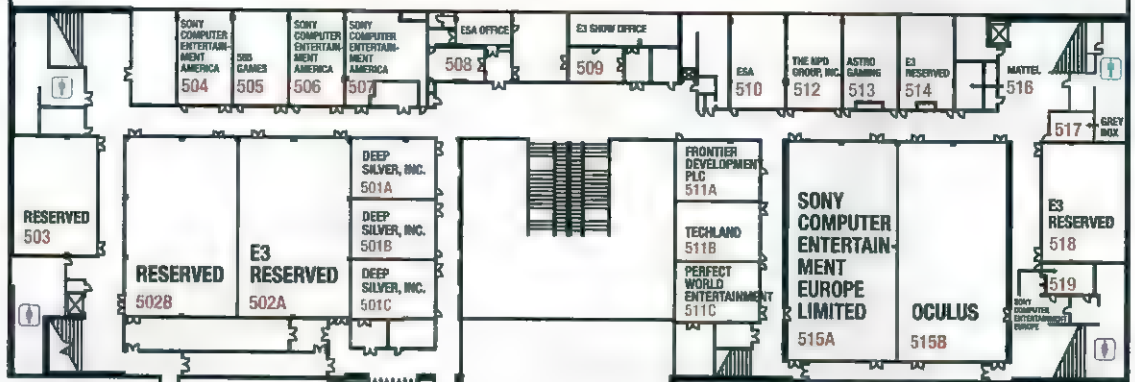 SONY
COMPUTER
ENTERTAIN-
MENT
AMERICA
504
505
GAMES
505
SONY
COMPUTER
ENTERTAIN-
MENT
AMERICA
506
SONY
COMPUTER
ENTERTAIN-
MENT
AMERICA
507
ESA OFFICE
508
E3 SHOW OFFICE
509
ESA
510
THE NPD
GROUP, INC.
512
ASTRO
GAMING
513
E3
RESERVED
514
MATTEL
516
517
GREY
BOX
RESERVED
503
RESERVED
502B
E3
RESERVED
502A
DEEP
SILVER, INC.
501A
DEEP
SILVER, INC.
501B
DEEP
SILVER, INC.
501C
FRONTIER
DEVELOPMENT
PLC
511A
TECHLAND
511B
PERFECT
WORLD
ENTERTAINMENT
511C
SONY
COMPUTER
ENTERTAIN-
MENT
EUROPE
LIMITED
515A
OCULUS
515B
E3
RESERVED
518
519
SONY
COMPUTER
ENTERTAINMENT
EUROPE